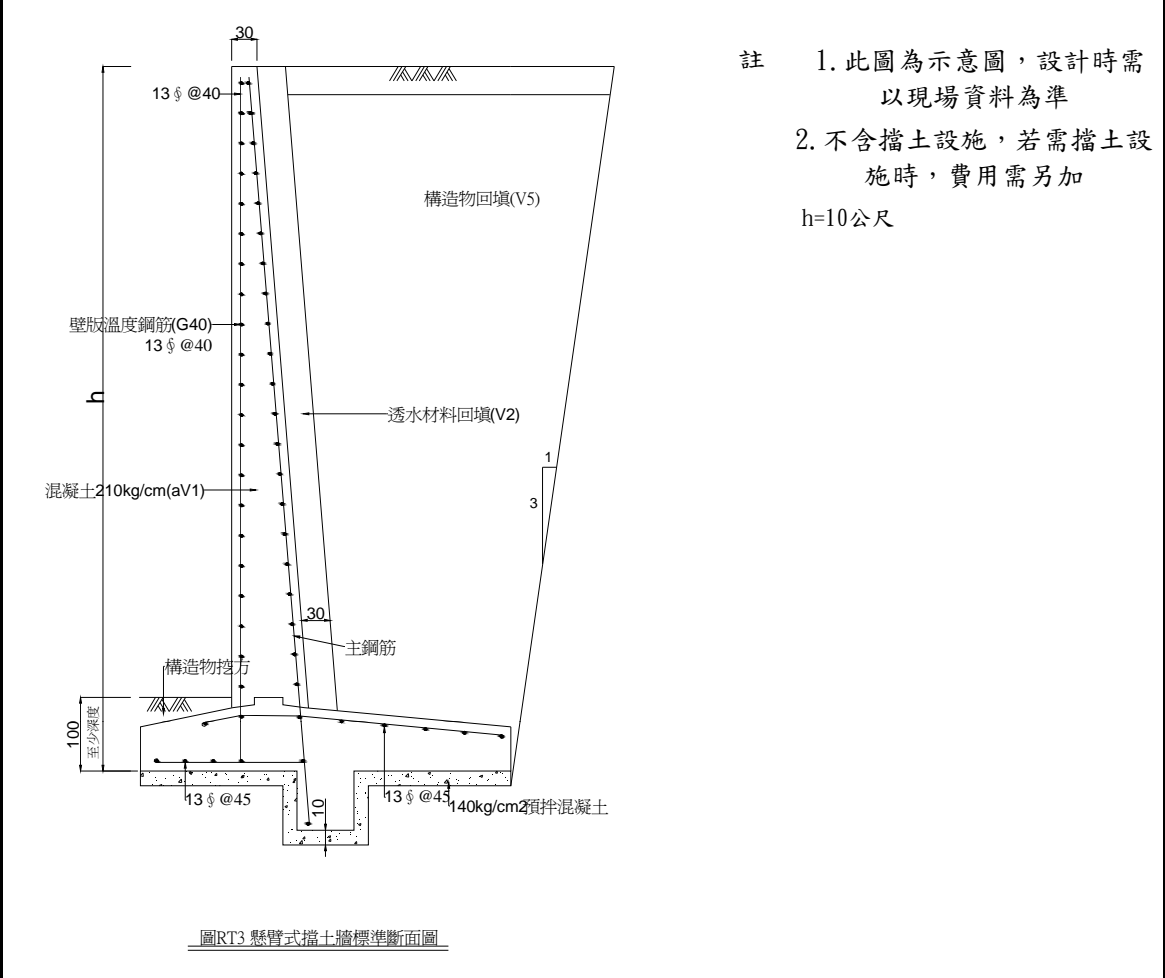 30
註 1.此圖為示意圖，設計時需
以現場資料為準
2.不含擋土設施，若需擋土設
施時，費用需另加
h=10公尺
13∮@40
構造物回填(V5)
壁版溫度鋼筋(G40)
13∮@40
h
透水材料回填(V2)
1
3
混凝土210kg/cm(aV1)
30
主鋼筋
構造物挖方
100
至少深度
13∮@45
10
13∮@45
140kg/cm2預拌混凝土
圖RT3 懸臂式擋土牆標準斷面圖